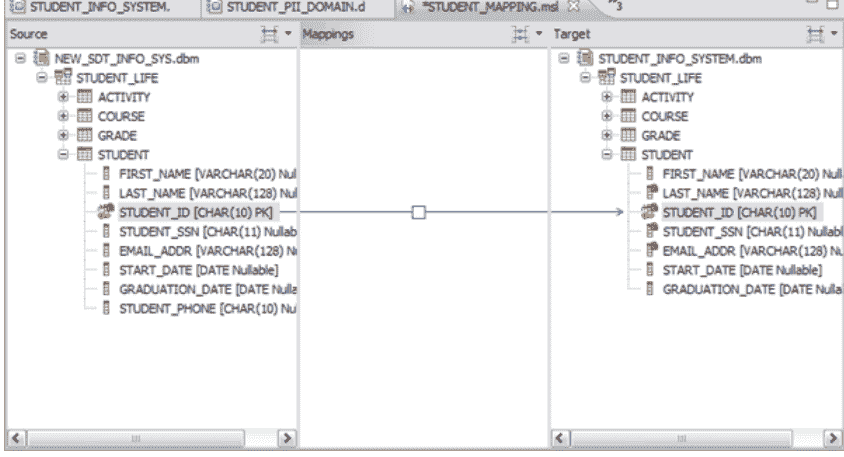 STUDENT_INFO_SYSTEM. STUDENT_PII_DOMAIN.d *STUDENT_MAPPING.msl "3
Source Mappings Target
NEW_SDT_INFO_SYS.dbm STUDENT_INFO_SYSTEM.dbm
STUDENT_LIFE STUDENT_LIFE
ACTIVITY ACTIVITY
COURSE COURSE
GRADE GRADE
STUDENT STUDENT
FIRST_NAME [VARCHAR(20) Nul FIRST_NAME [VARCHAR(20) Null
LAST_NAME [VARCHAR(128) Nul LAST_NAME [VARCHAR(128) Null
STUDENT_ID [CHAR(10) PK] STUDENT_ID [CHAR(10) PK]
STUDENT_SSN [CHAR(11) Nullab STUDENT_SSN [CHAR(11) Nullabl
EMAIL_ADDR [VARCHAR(128) Nu EMAIL_ADDR [VARCHAR(128) Nu
START_DATE [DATE Nullable] START_DATE [DATE Nullable]
GRADUATION_DATE [DATE Nulla GRADUATION_DATE [DATE Nulla
STUDENT_PHONE [CHAR(10) Nu